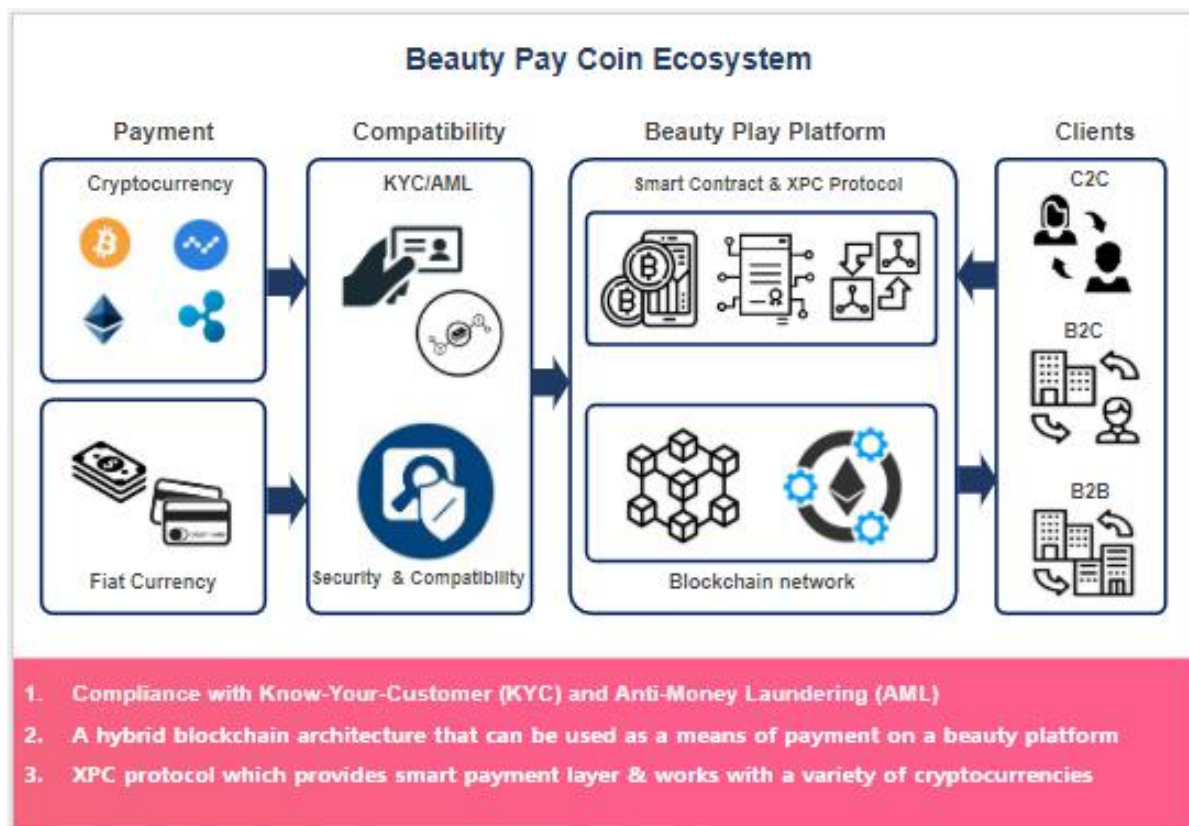 Beauty Pay Coin Ecosystem
Payment
Compatibility
Beauty Play Platform
Clients
Cryptocurrency
KYC/AML
Smart Contract & XPC Protocol
C2C
B2C
B2B
Fiat Currency
Security & Compatibility
Blockchain network
1. Compliance with Know-Your-Customer (KYC) and Anti-Money Laundering (AML)
2. A hybrid blockchain architecture that can be used as a means of payment on a beauty platform
3. XPC protocol which provides smart payment layer & works with a variety of cryptocurrencies